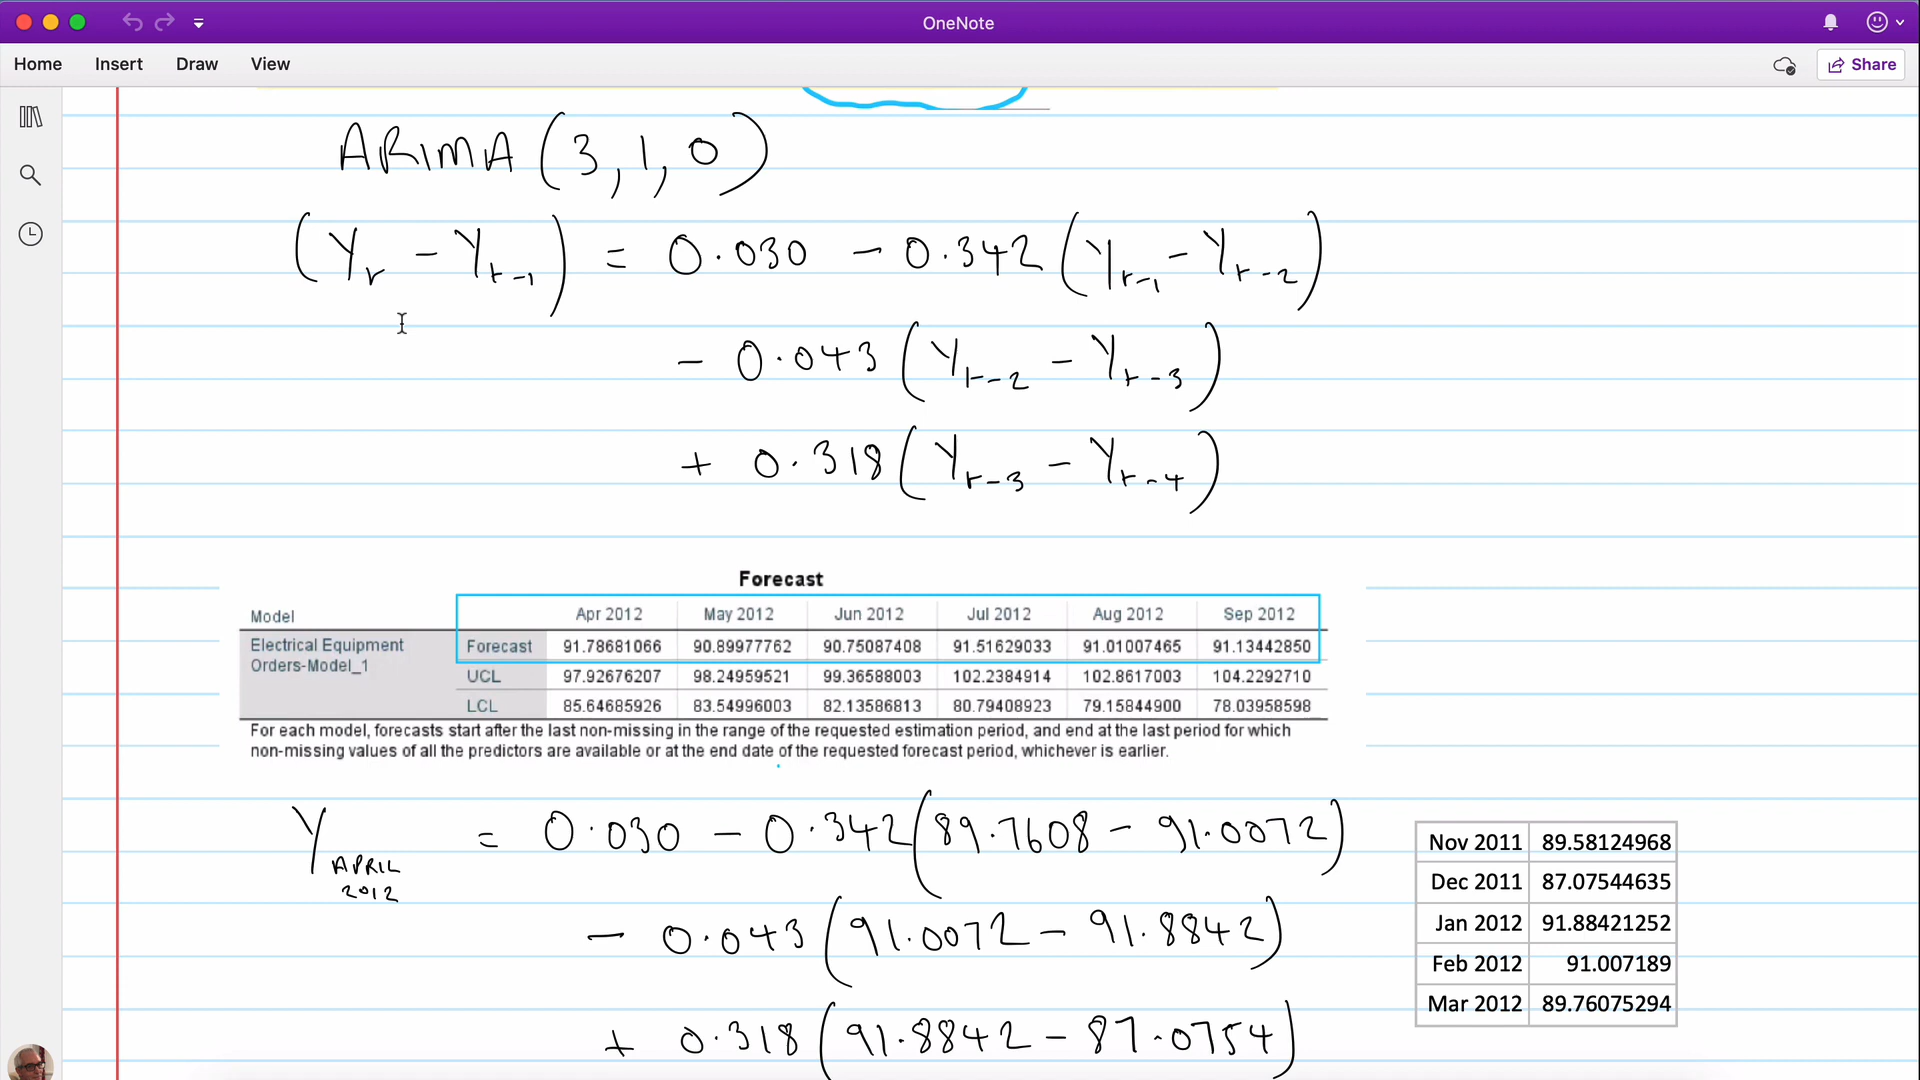 OneNote
Home Insert Draw View Share
ARIMA (3, 1, 0)
(Yt - Yt-1) = 0.030 - 0.342 (Yt-1 - Yt-2)
- 0.043 (Yt-2 - Yt-3)
+ 0.318 (Yt-3 - Yt-4)
Forecast
Model Apr 2012 May 2012 Jun 2012 Jul 2012 Aug 2012 Sep 2012
Electrical Equipment Orders-Model_1 Forecast 91.78681066 90.89977762 90.75087408 91.51629033 91.01007465 91.13442850
UCL 97.92676207 98.24959521 99.36588003 102.2384914 102.8617003 104.2292710
LCL 85.64685926 83.54996003 82.13586813 80.79408923 79.15844900 78.03958598
For each model, forecasts start after the last non-missing in the range of the requested estimation period, and end at the last period for which
non-missing values of all the predictors are available or at the end date of the requested forecast period, whichever is earlier.
Y APRIL 2012 = 0.030 - 0.342 (89.7608 - 91.0072)
- 0.043 (91.0072 - 91.8842)
+ 0.318 (91.8842 - 87.0754)
Nov 2011 89.58124968
Dec 2011 87.07544635
Jan 2012 91.88421252
Feb 2012 91.007189
Mar 2012 89.76075294